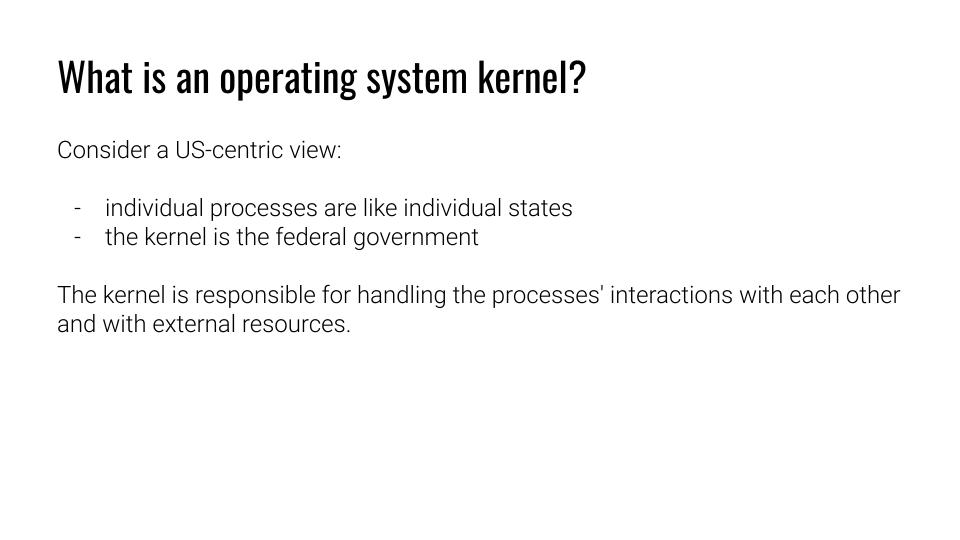 What is an operating system kernel?
Consider a US-centric view:
- individual processes are like individual states
- the kernel is the federal government
The kernel is responsible for handling the processes' interactions with each other
and with external resources.